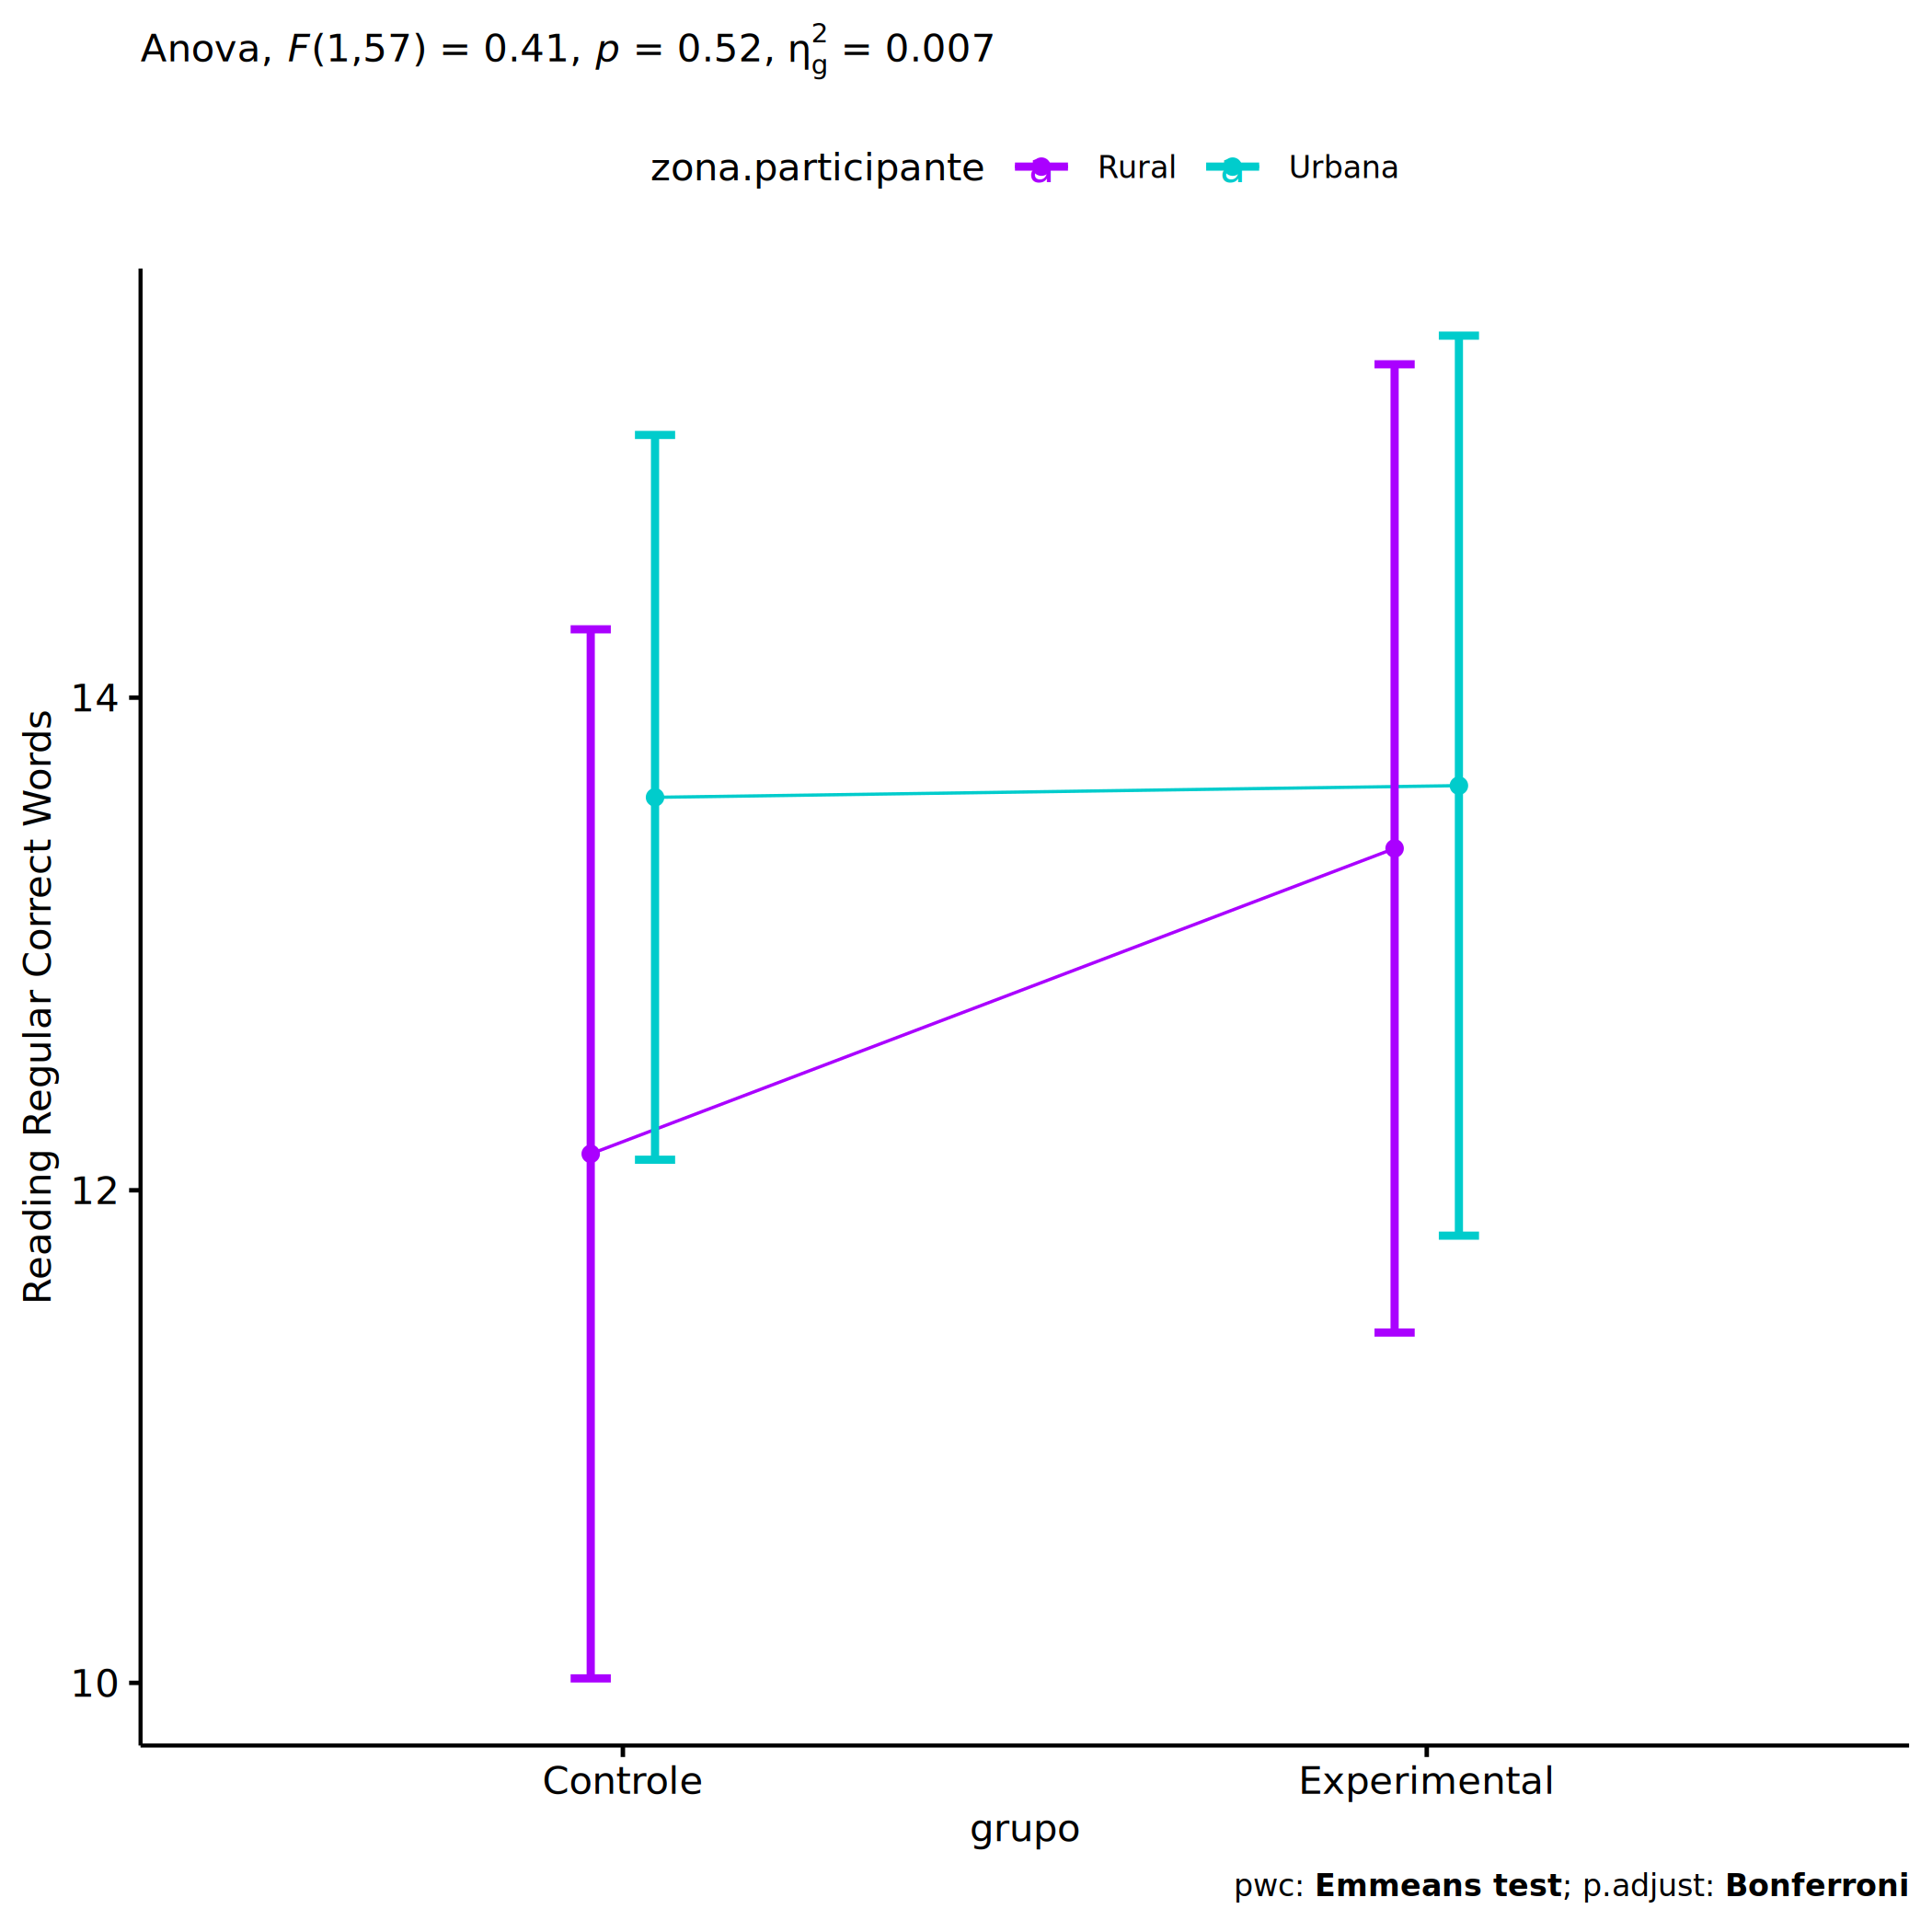 Anova, F(1,57) = 0.41, p = 0.52, η²g = 0.007
zona.participante a Rural a Urbana
Reading Regular Correct Words
14
12
10
Controle Experimental
grupo
pwc: Emmeans test; p.adjust: Bonferroni